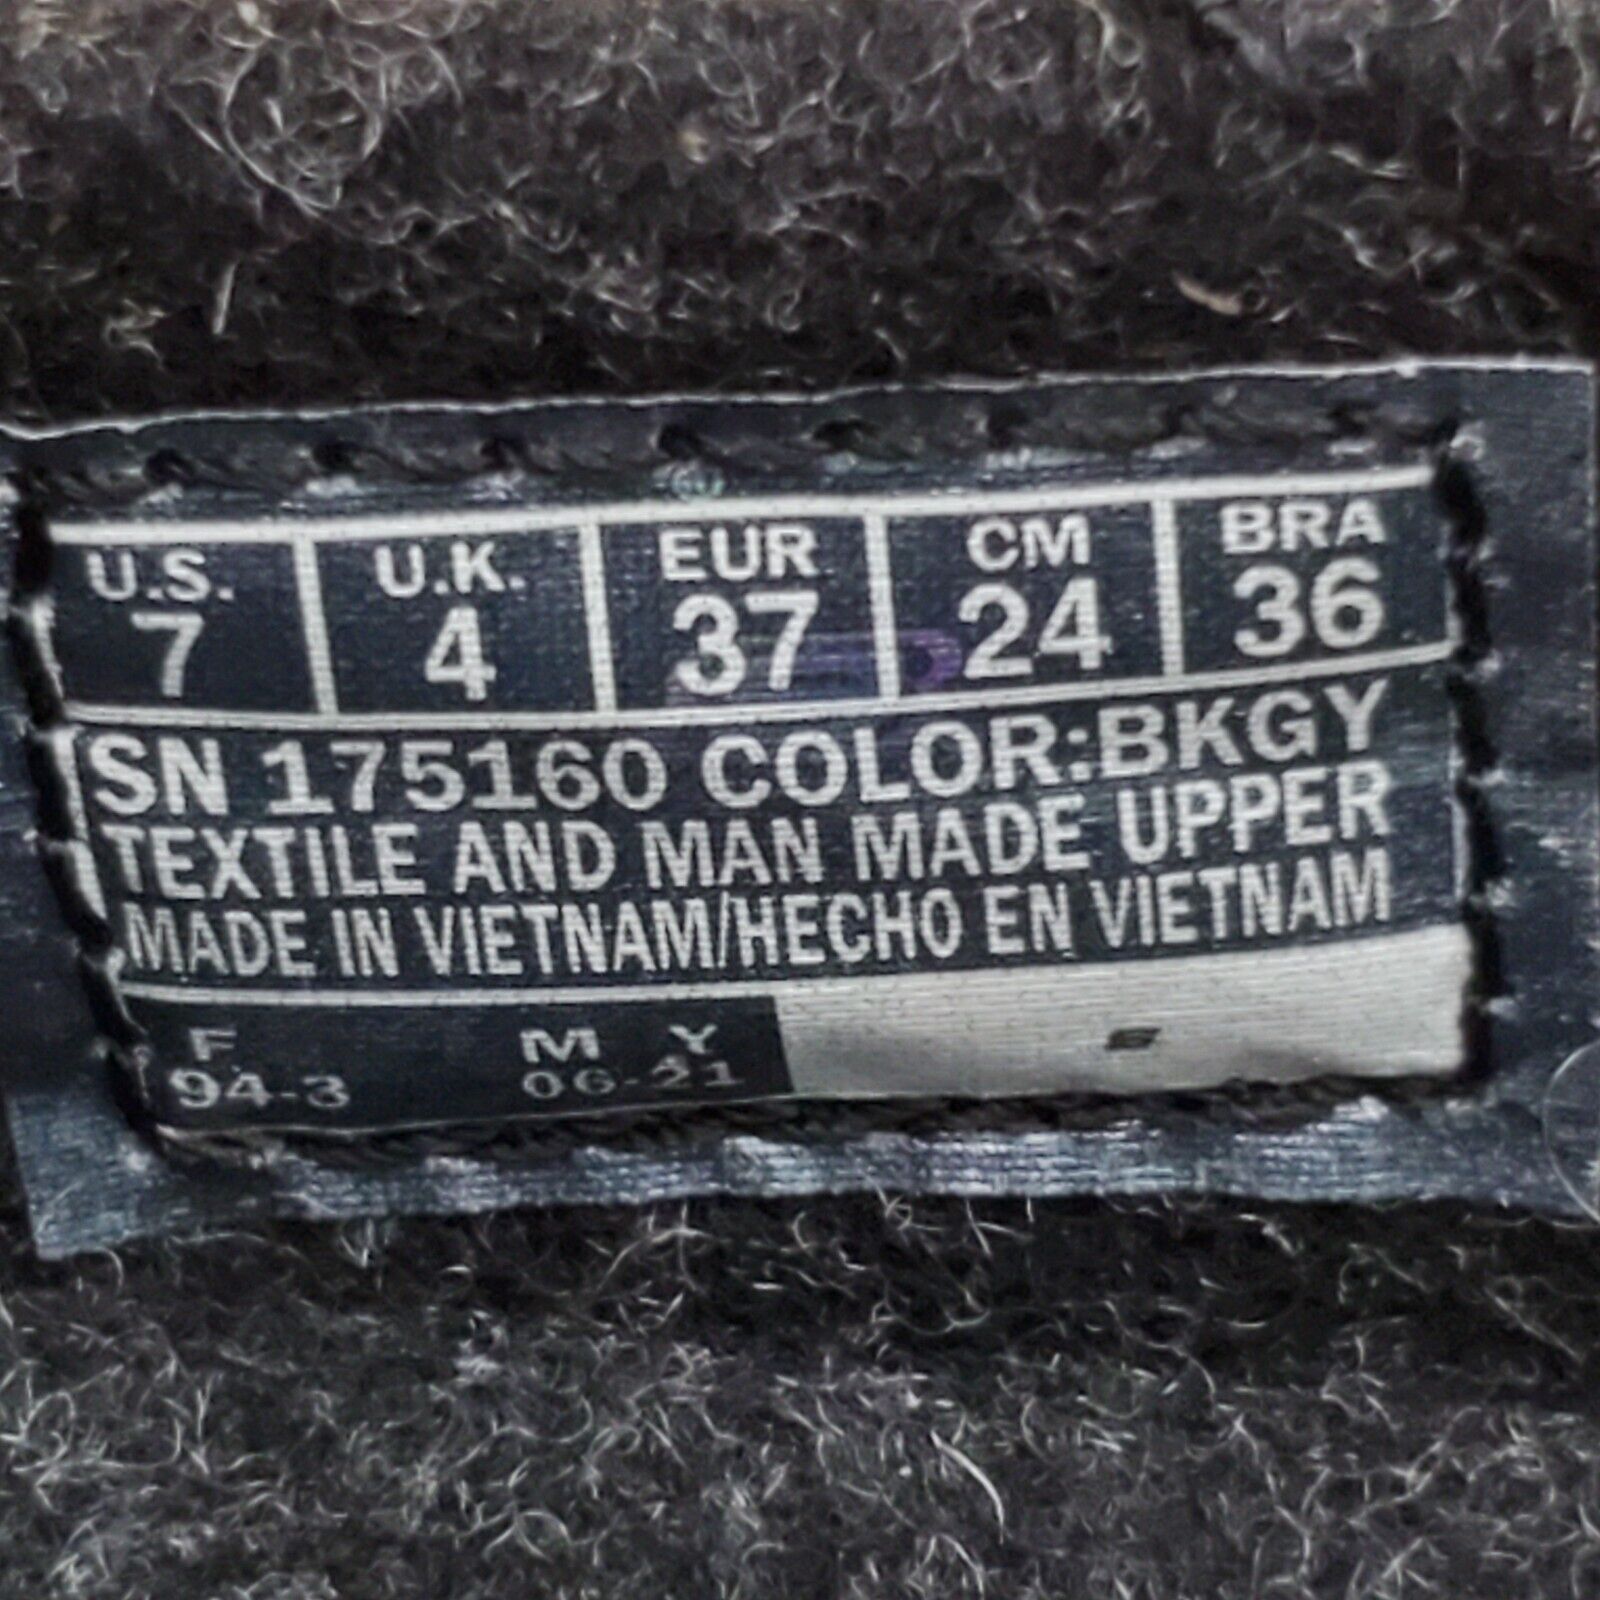 U.S. U.K. EUR CM BRA
7 4 37 24 36
SN 175160 COLOR:BKGY
TEXTILE AND MAN MADE UPPER
MADE IN VIETNAM/HECHO EN VIETNAM
F M Y
94-3 06-21